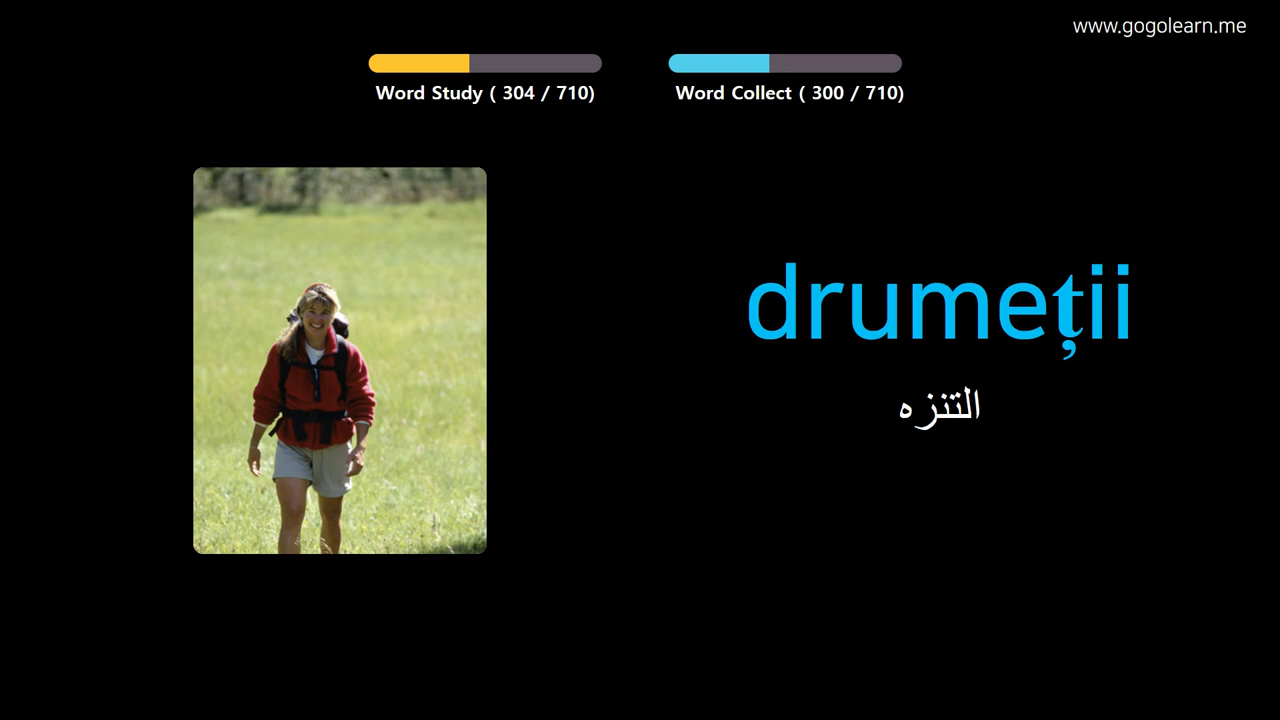 www.gogolearn.me
Word Study ( 304 / 710)
Word Collect ( 300 / 710)
drumeții
التنزه